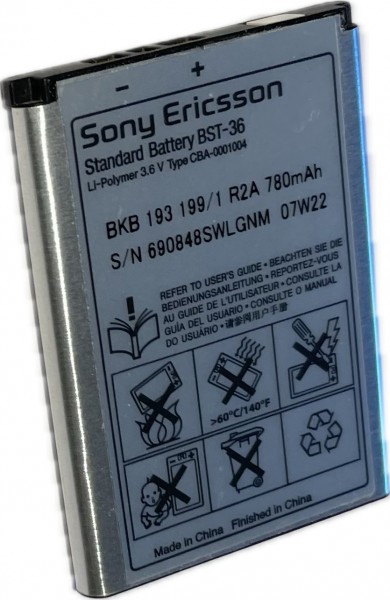 - +
Sony Ericsson
Standard Battery BST-36
Li-Polymer 3.6 V Type CBA-0001004
BKB 193 199/1 R2A 780mAh
S/N 690848SWLGNM 07W22
REFER TO USER'S GUIDE • BEACHTEN SIE DIE
BEDIENUNGSANLEITUNG • REPORTEZ-VOUS
AU GUIDE DE L'UTILISATEUR • CONSULTE LA
GUÍA DEL USUARIO • CONSULTE O MANUAL
DO UTILIZADOR • 请参阅用户手册
>60°C/140°F
Made in China
Finished in China